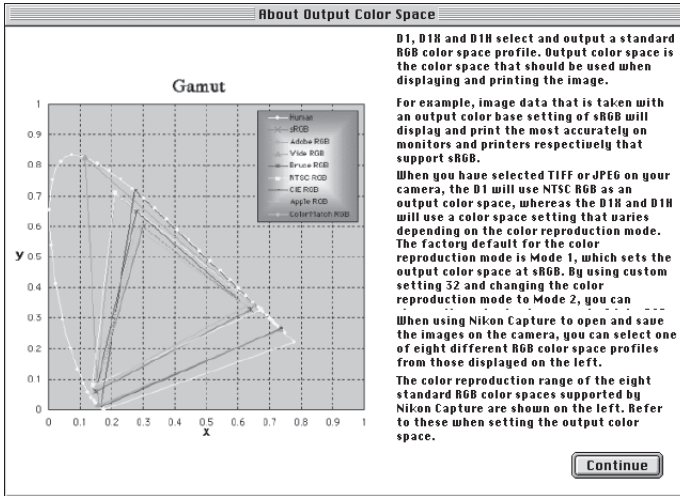 About Output Color Space
Gamut
1
0.9
0.8
0.7
0.6
0.5
0.4
0.3
0.2
0.1
0
y
0
0.1
0.2
0.3
0.4
0.5
0.6
0.7
0.8
0.9
1
x
Human
sRGB
Adobe RGB
Wide RGB
Bruce RGB
NTSC RGB
CIE RGB
Apple RGB
ColorMatch RGB
D1, D1X and D1H select and output a standard
RGB color space profile. Output color space is
the color space that should be used when
displaying and printing the image.
For example, image data that is taken with
an output color base setting of sRGB will
display and print the most accurately on
monitors and printers respectively that
support sRGB.
When you have selected TIFF or JPEG on your
camera, the D1 will use NTSC RGB as an
output color space, whereas the D1X and D1H
will use a color space setting that varies
depending on the color reproduction mode.
The factory default for the color
reproduction mode is Mode 1, which sets the
output color space at sRGB. By using custom
setting 32 and changing the color
reproduction mode to Mode 2, you can
When using Nikon Capture to open and save
the images on the camera, you can select one
of eight different RGB color space profiles
from those displayed on the left.
The color reproduction range of the eight
standard RGB color spaces supported by
Nikon Capture are shown on the left. Refer
to these when setting the output color
space.
Continue